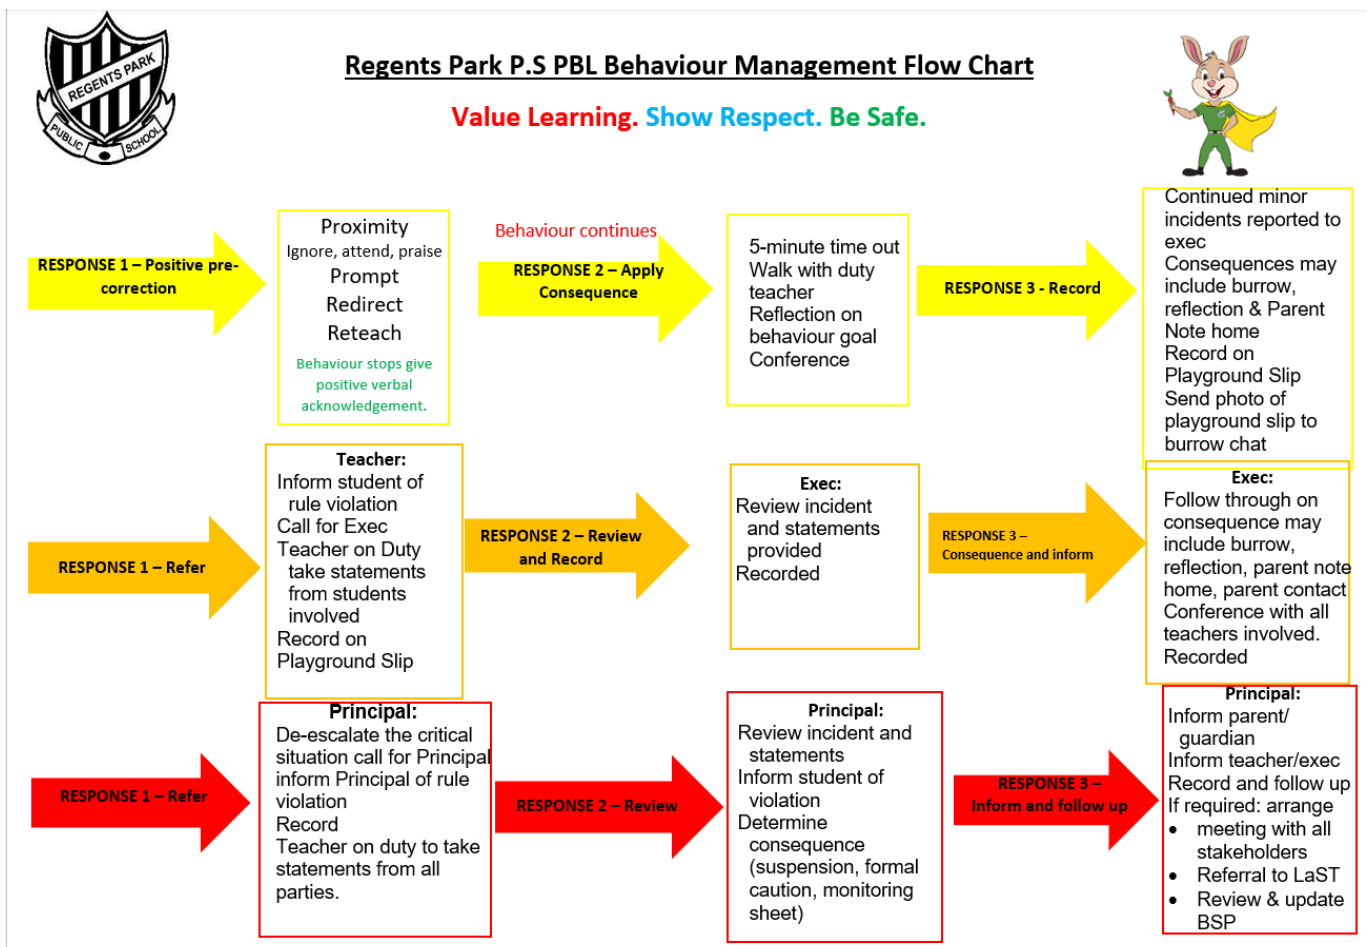 REGENTS PARK
PUBLIC
SCHOOL
Regents Park P.S PBL Behaviour Management Flow Chart
Value Learning. Show Respect. Be Safe.
RESPONSE 1 – Positive pre-
correction
Proximity
Ignore, attend, praise
Prompt
Redirect
Reteach
Behaviour stops give
positive verbal
acknowledgement.
Behaviour continues
RESPONSE 2 – Apply
Consequence
5-minute time out
Walk with duty
teacher
Reflection on
behaviour goal
Conference
RESPONSE 3 - Record
Continued minor
incidents reported to
exec
Consequences may
include burrow,
reflection & Parent
Note home
Record on
Playground Slip
Send photo of
playground slip to
burrow chat
RESPONSE 1 – Refer
Teacher:
Inform student of
rule violation
Call for Exec
Teacher on Duty
take statements
from students
involved
Record on
Playground Slip
RESPONSE 2 – Review
and Record
Exec:
Review incident
and statements
provided
Recorded
RESPONSE 3 –
Consequence and inform
Exec:
Follow through on
consequence may
include burrow,
reflection, parent note
home, parent contact
Conference with all
teachers involved.
Recorded
RESPONSE 1 – Refer
Principal:
De-escalate the critical
situation call for Principal
inform Principal of rule
violation
Record
Teacher on duty to take
statements from all
parties.
RESPONSE 2 – Review
Principal:
Review incident and
statements
Inform student of
violation
Determine
consequence
(suspension, formal
caution, monitoring
sheet)
RESPONSE 3 –
Inform and follow up
Principal:
Inform parent/
guardian
Inform teacher/exec
Record and follow up
If required: arrange
• meeting with all
stakeholders
• Referral to LaST
• Review & update
BSP